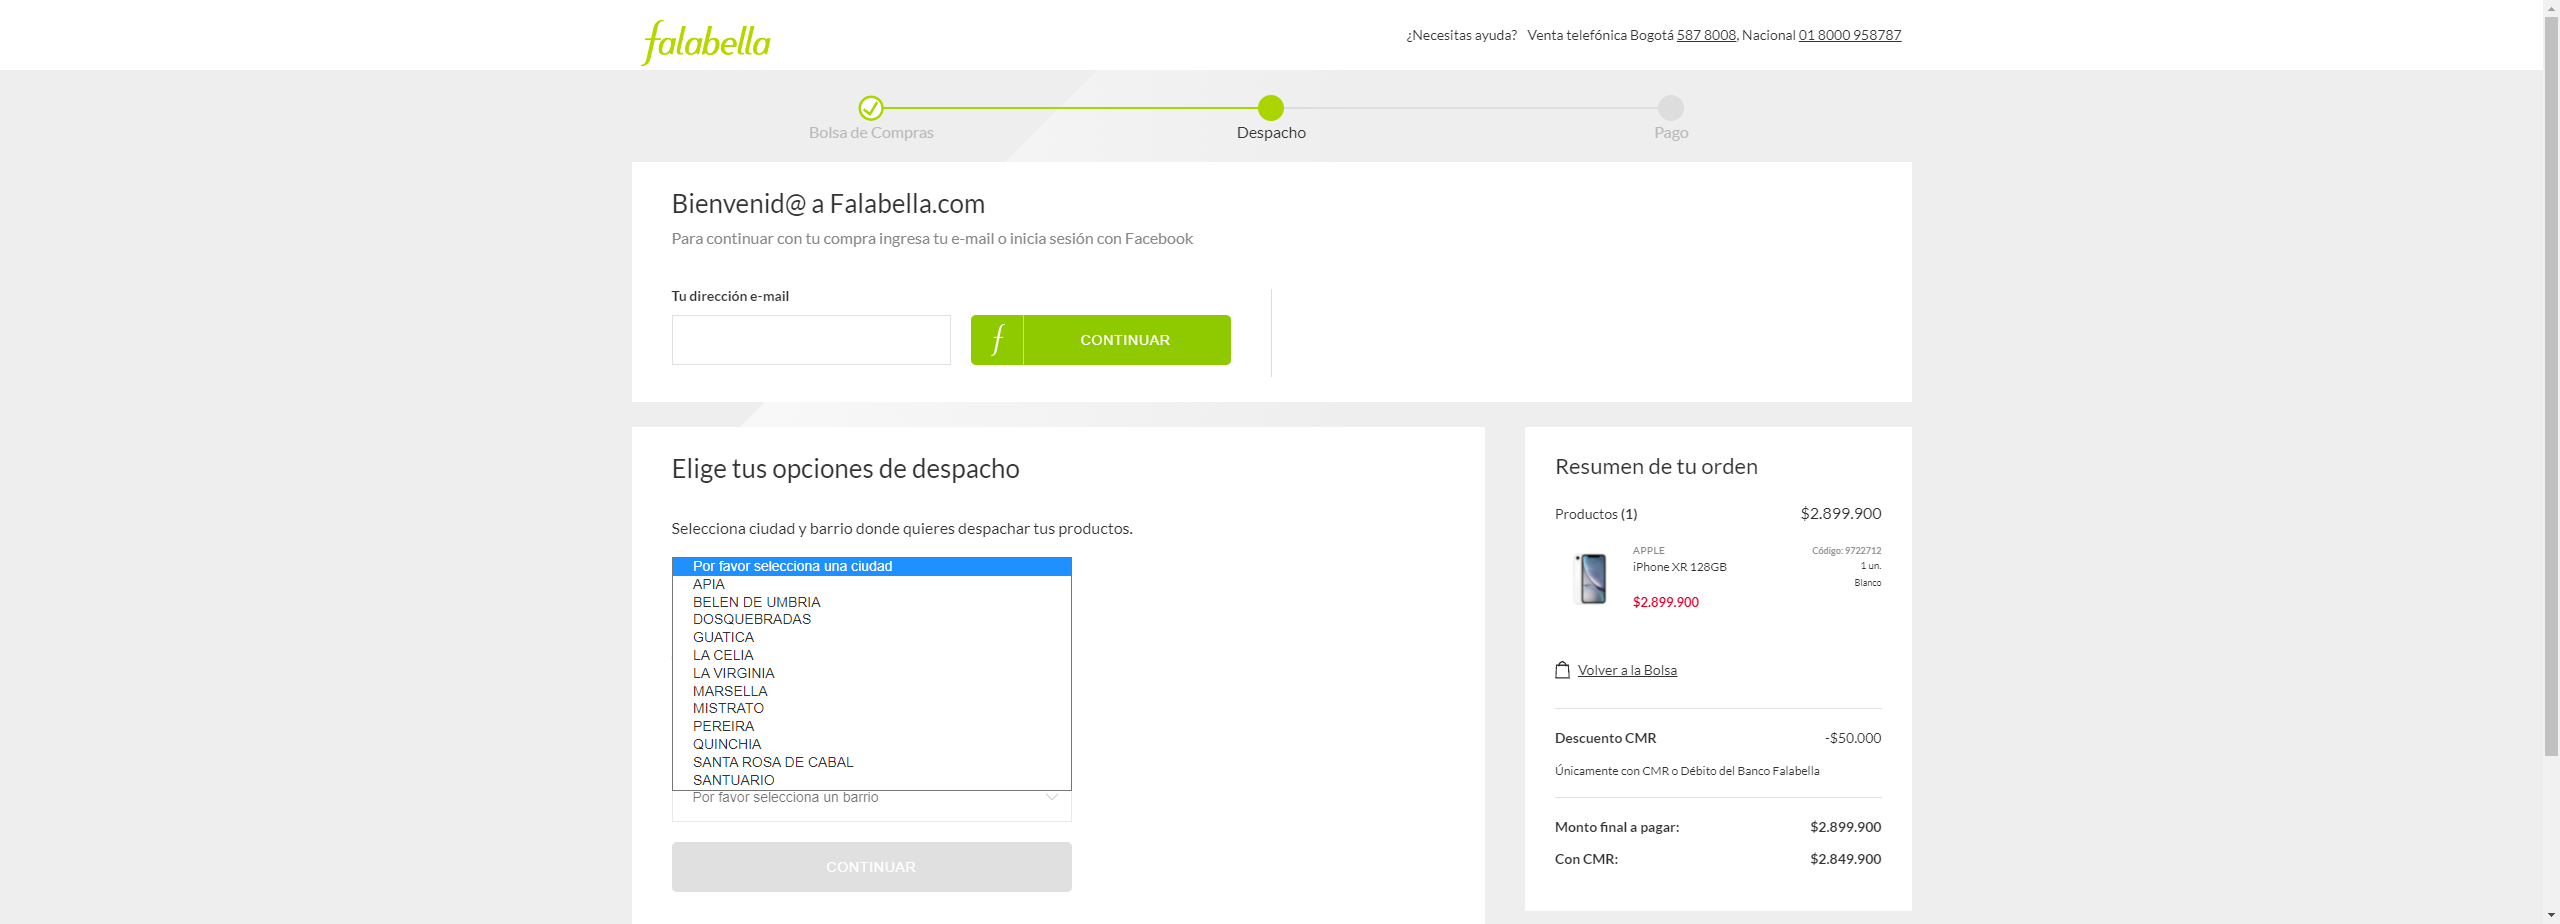 falabella
¿Necesitas ayuda? Venta telefónica Bogotá 587 8008, Nacional 01 8000 958787
Bolsa de Compras
Despacho
Pago
Bienvenid@ a Falabella.com
Para continuar con tu compra ingresa tu e-mail o inicia sesión con Facebook
Tu dirección e-mail
f CONTINUAR
Elige tus opciones de despacho
Selecciona ciudad y barrio donde quieres despachar tus productos.
Por favor selecciona una ciudad
APIA
BELEN DE UMBRIA
DOSQUEBRADAS
GUATICA
LA CELIA
LA VIRGINIA
MARSELLA
MISTRATO
PEREIRA
QUINCHIA
SANTA ROSA DE CABAL
SANTUARIO
Por favor selecciona un barrio
CONTINUAR
Resumen de tu orden
Productos (1) $2.899.900
APPLE Código: 9722712
iPhone XR 128GB 1 un.
Blanco
$2.899.900
Volver a la Bolsa
Descuento CMR -$50.000
Únicamente con CMR o Débito del Banco Falabella
Monto final a pagar: $2.899.900
Con CMR: $2.849.900